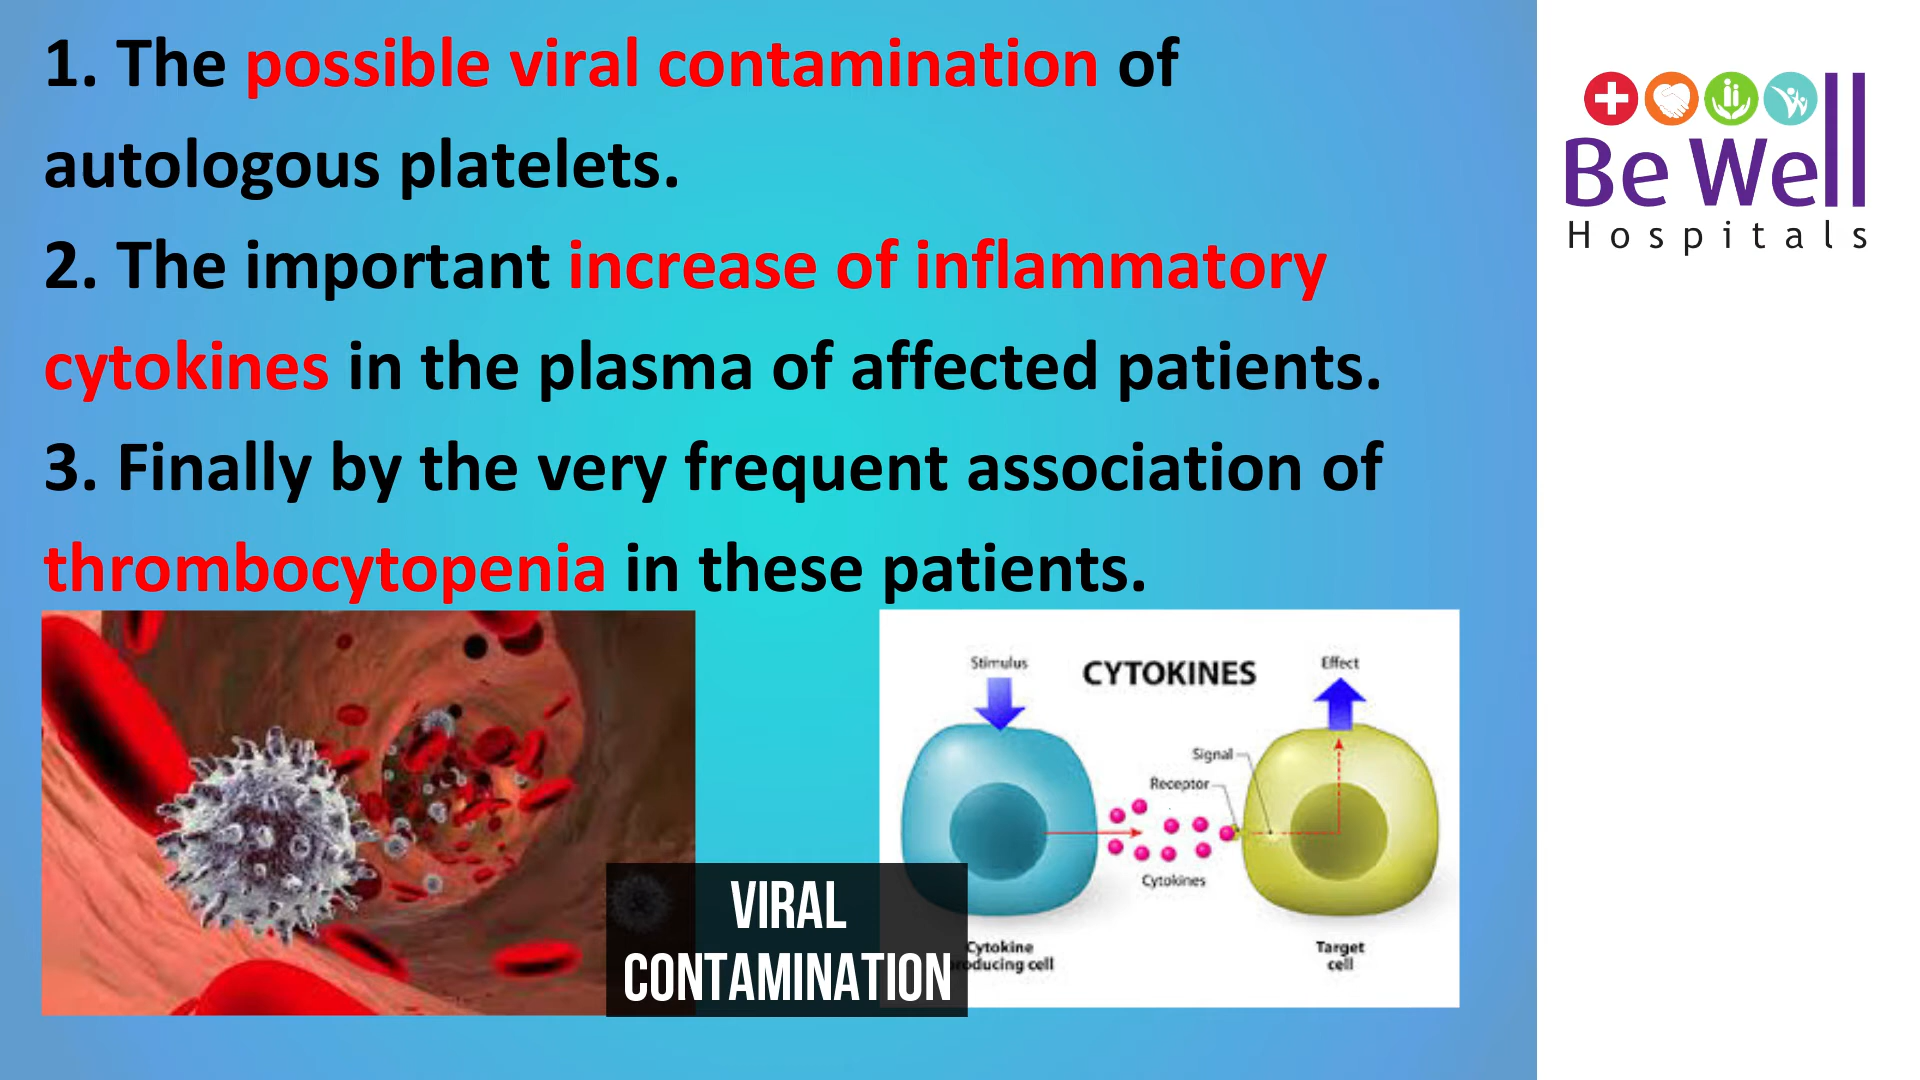 1. The possible viral contamination of
autologous platelets.
2. The important increase of inflammatory
cytokines in the plasma of affected patients.
3. Finally by the very frequent association of
thrombocytopenia in these patients.
Be Well
Hospitals
Stimulus
CYTOKINES
Effect
Signal
Receptor
Cytokines
Cytokine
oducing cell
Target
cell
VIRAL
CONTAMINATION